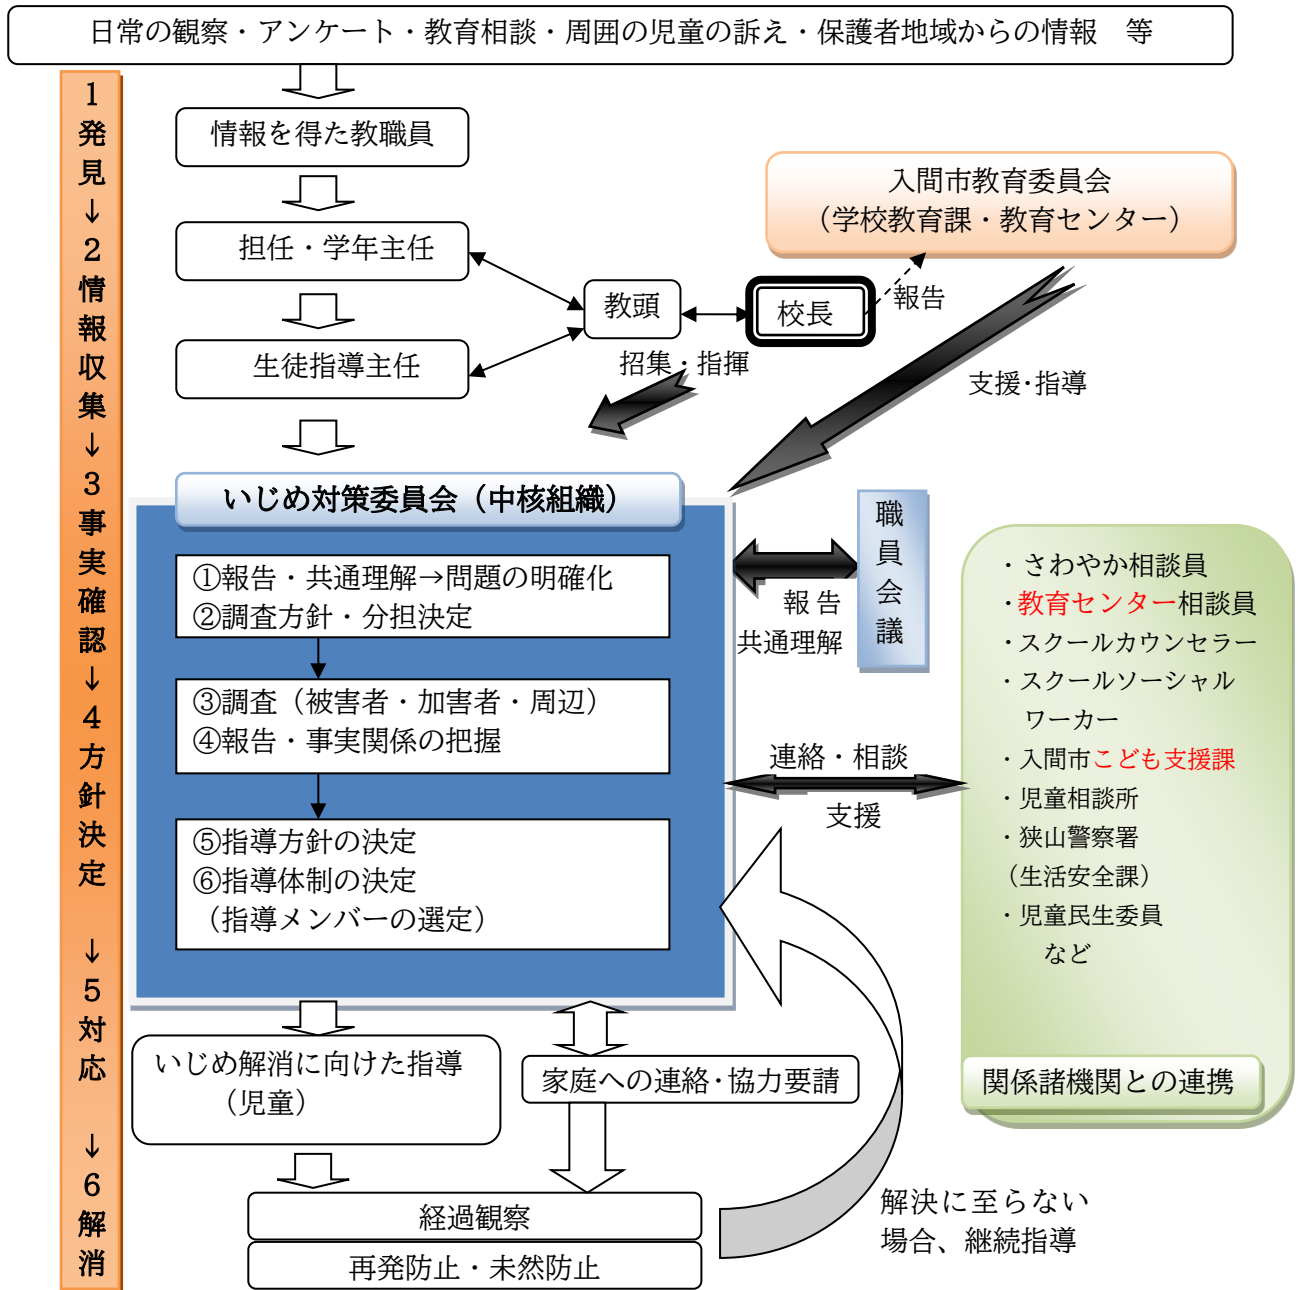 日常の観察・アンケート・教育相談・周囲の児童の訴え・保護者地域からの情報　等
1発見↓2情報収集↓3事実確認↓4方針決定　↓5対応　↓6解消
情報を得た教職員
担任・学年主任
生徒指導主任
教頭
校長
報告
入間市教育委員会
（学校教育課・教育センター）
招集・指揮
支援・指導
いじめ対策委員会（中核組織）
①報告・共通理解→問題の明確化
②調査方針・分担決定
③調査（被害者・加害者・周辺）
④報告・事実関係の把握
⑤指導方針の決定
⑥指導体制の決定
（指導メンバーの選定）
職員会議
報告
共通理解
連絡・相談
支援
・さわやか相談員
・教育センター相談員
・スクールカウンセラー
・スクールソーシャル
ワーカー
・入間市こども支援課
・児童相談所
・狭山警察署
（生活安全課）
・児童民生委員
など
関係諸機関との連携
いじめ解消に向けた指導
（児童）
家庭への連絡・協力要請
経過観察
再発防止・未然防止
解決に至らない
場合、継続指導